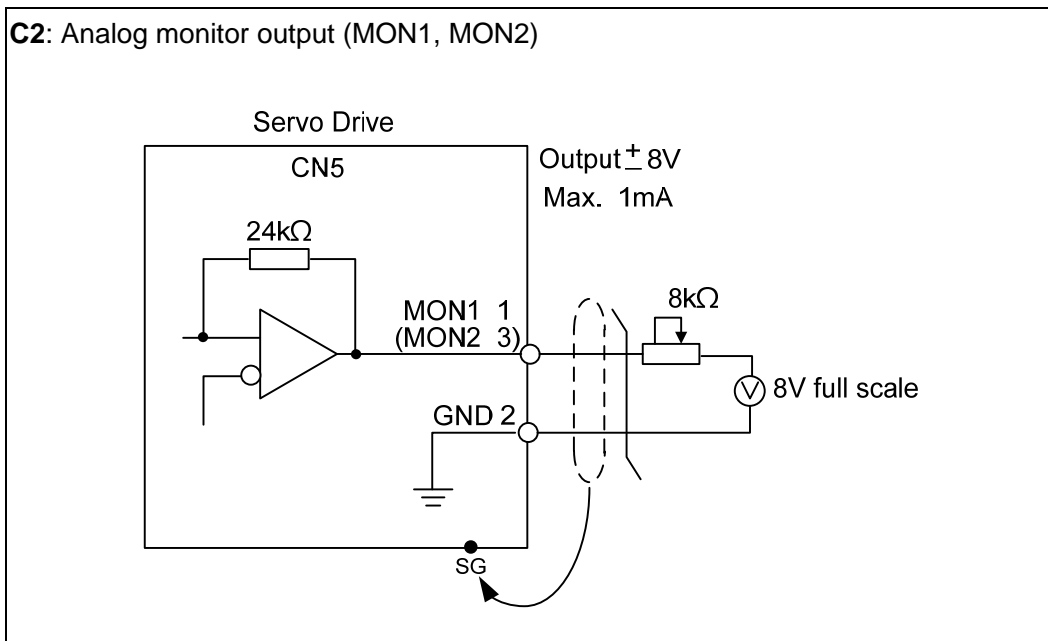 C2: Analog monitor output (MON1, MON2)
Servo Drive
CN5
Output ± 8V
Max. 1mA
24kΩ
8kΩ
MON1 1
(MON2 3)
V 8V full scale
GND 2
SG